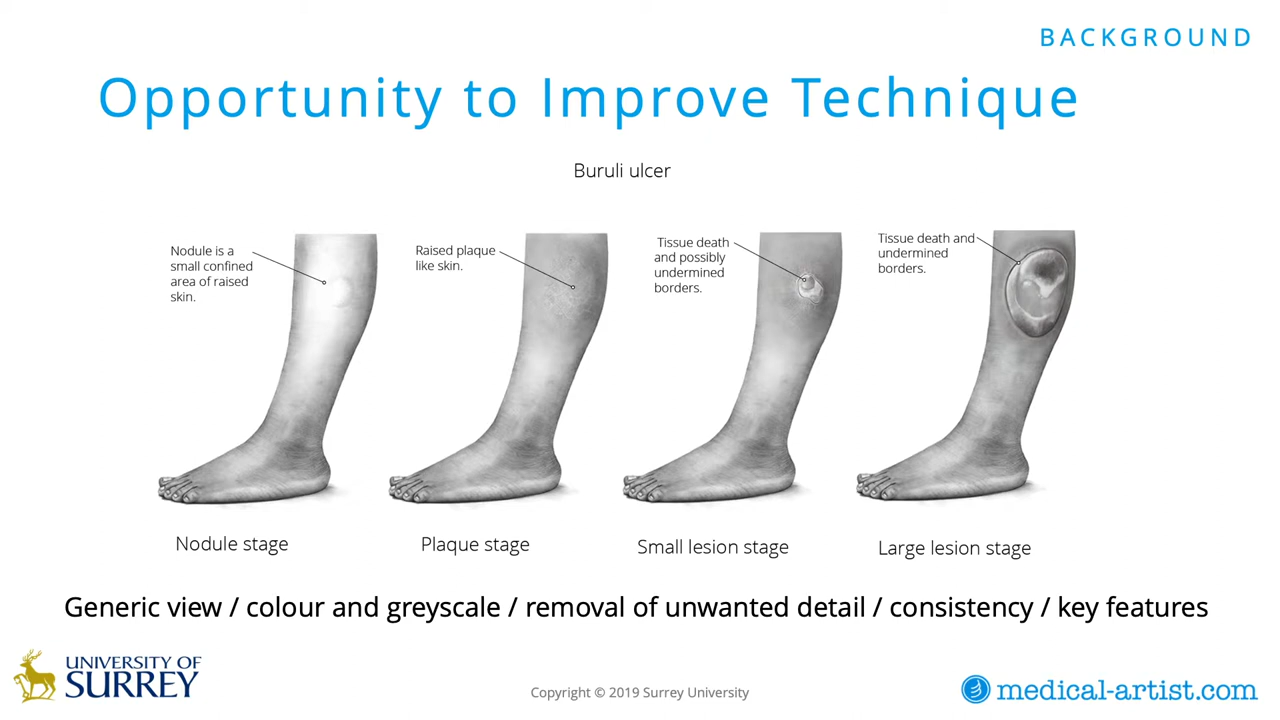 BACKGROUND
Opportunity to Improve Technique
Buruli ulcer
Nodule is a
small confined
area of raised
skin.
Raised plaque
like skin.
Tissue death
and possibly
undermined
borders.
Tissue death and
undermined
borders.
Nodule stage
Plaque stage
Small lesion stage
Large lesion stage
Generic view / colour and greyscale / removal of unwanted detail / consistency / key features
UNIVERSITY OF
SURREY
Copyright © 2019 Surrey University
medical-artist.com